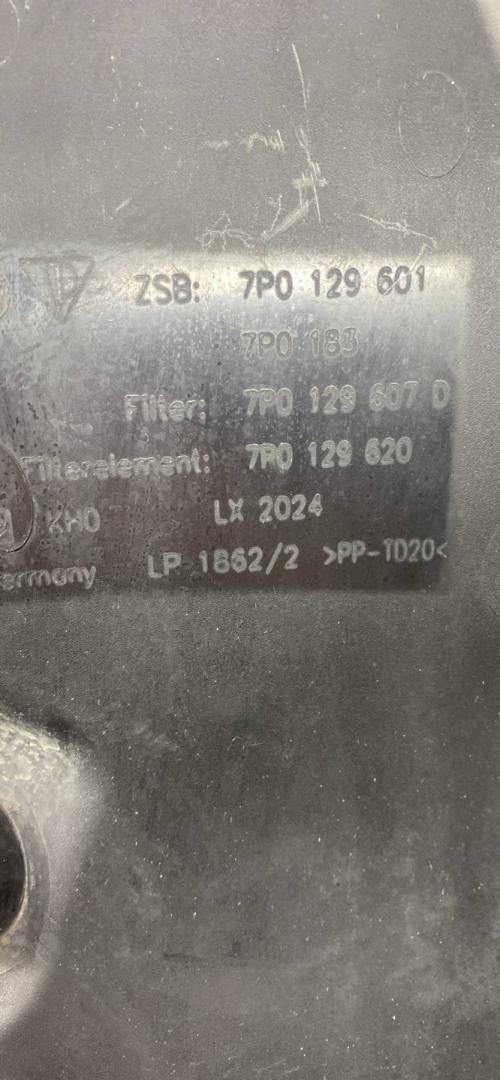 ZSB: 7P0 129 601
7P0 183
Filter: 7P0 129 607 D
Filterelement: 7P0 129 620
LX 2024
ermany LP 1862/2 >PP-TD20<